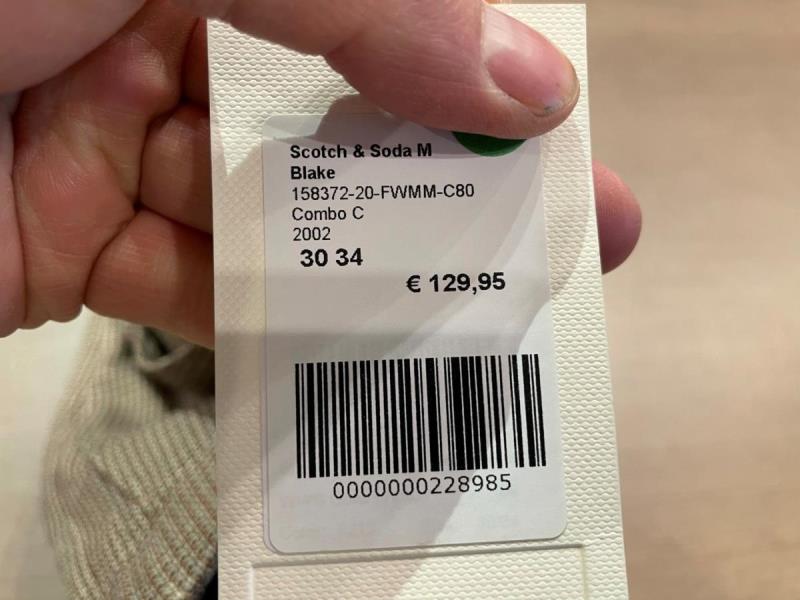 Scotch & Soda M
Blake
158372-20-FWMM-C80
Combo C
2002
30 34
€ 129,95
0000000228985